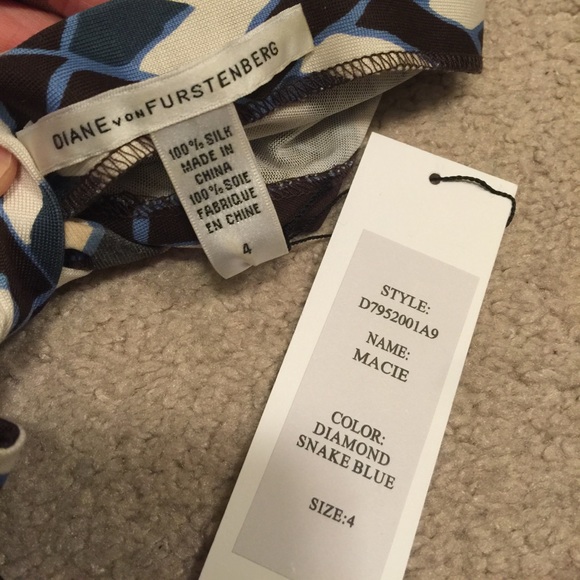 DIANE VON FURSTENBERG
100% SILK
MADE IN
CHINA
100% SOIE
FABRIQUE
EN CHINE
4
STYLE:
D7952001A9
NAME:
MACIE
COLOR:
DIAMOND
SNAKE BLUE
SIZE:4